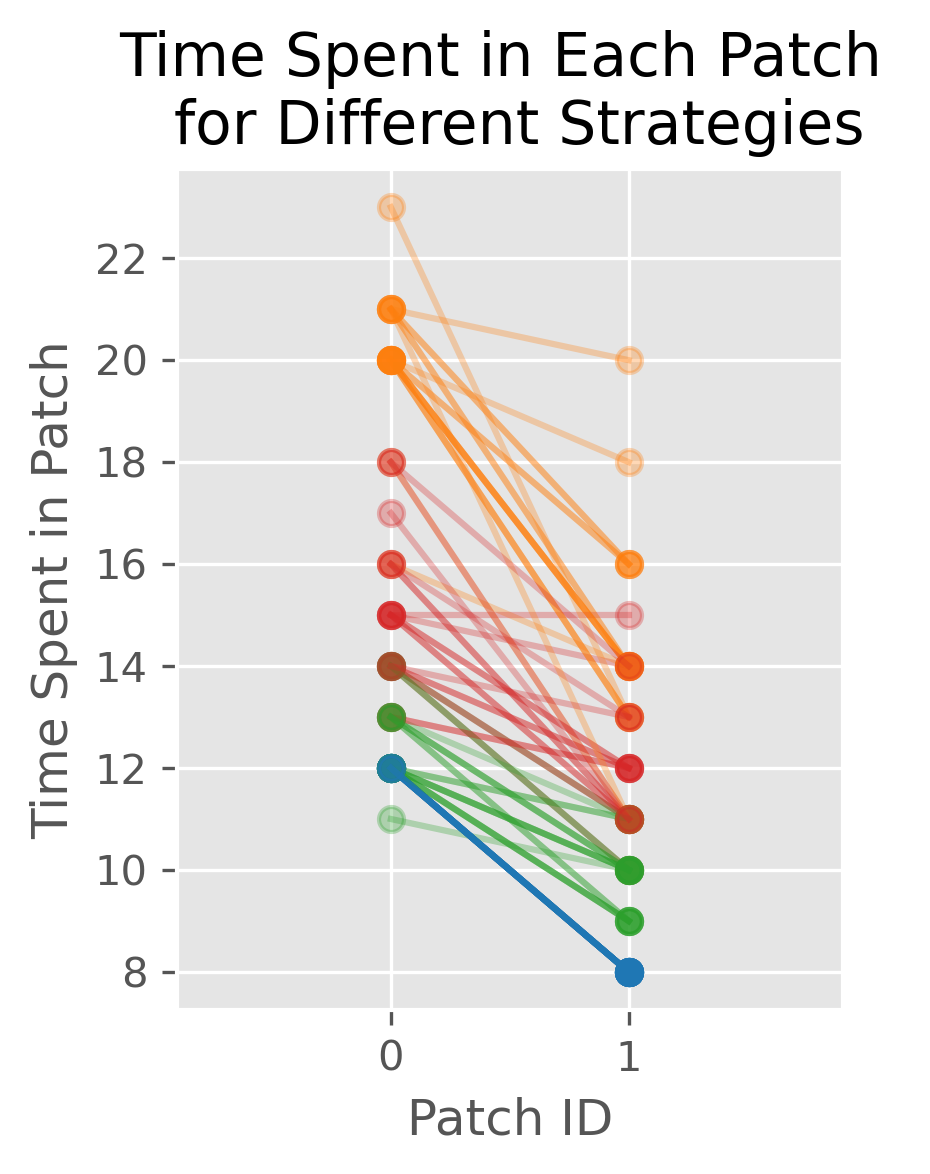 Time Spent in Each Patch
for Different Strategies
Time Spent in Patch
22
20
18
16
14
12
10
8
0 1
Patch ID